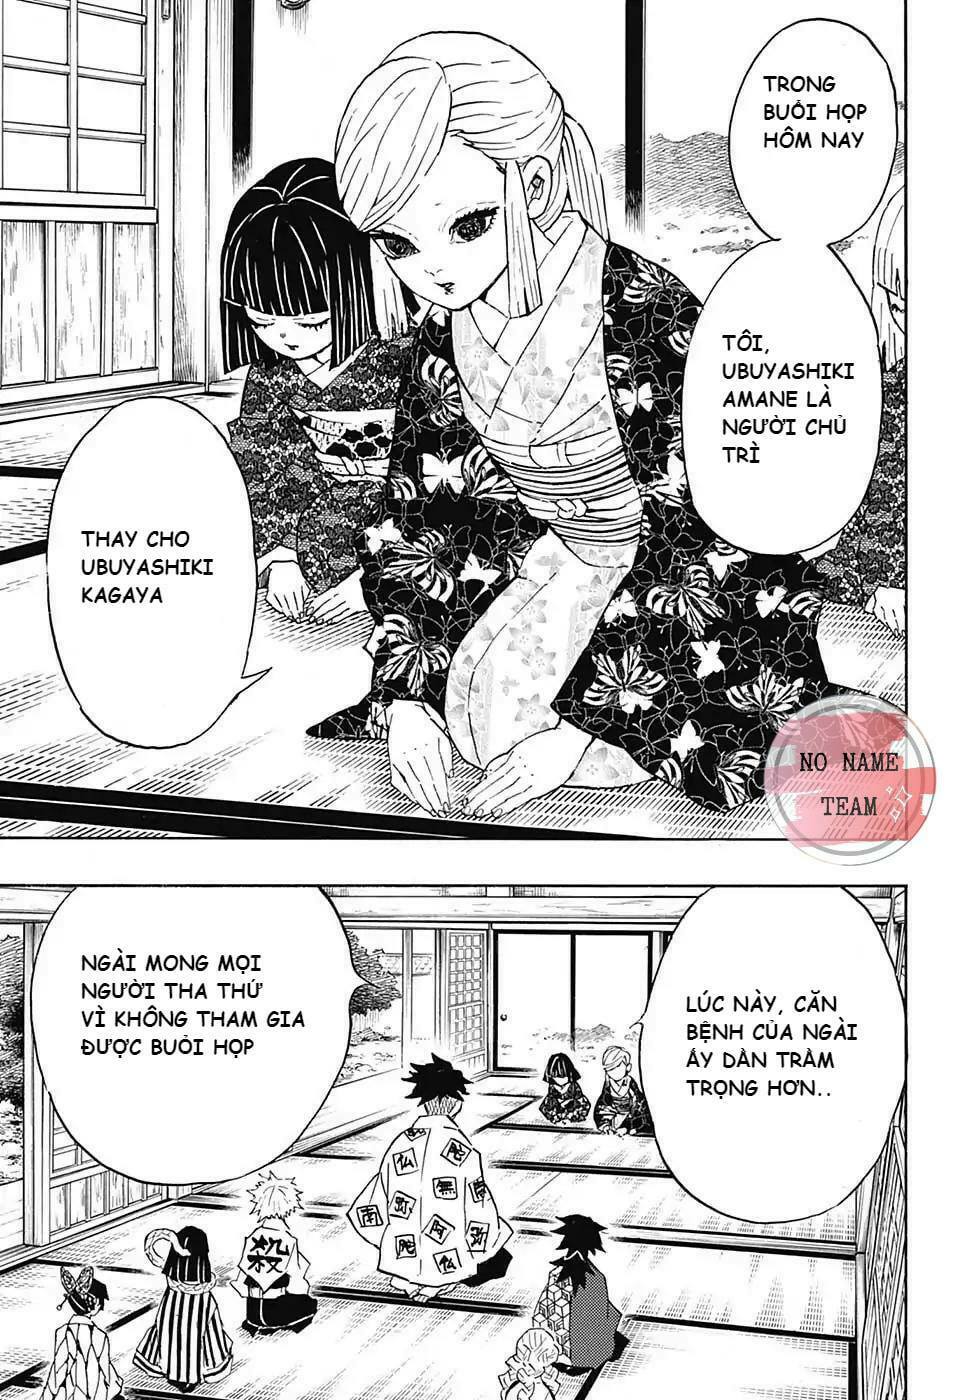 TRONG
BUỔI HỌP
HÔM NAY
TÔI,
UBUYASHIKI
AMANE LÀ
NGƯỜI CHỦ
TRÌ
THAY CHO
UBUYASHIKI
KAGAYA
NO NAME
TEAM
LÚC NÀY, CĂN
BỆNH CỦA NGÀI
ẤY DẦN TRẦM
TRỌNG HƠN..
NGÀI MONG MỌI
NGƯỜI THA THỨ
VÌ KHÔNG THAM GIA
ĐƯỢC BUỔI HỌP
殺